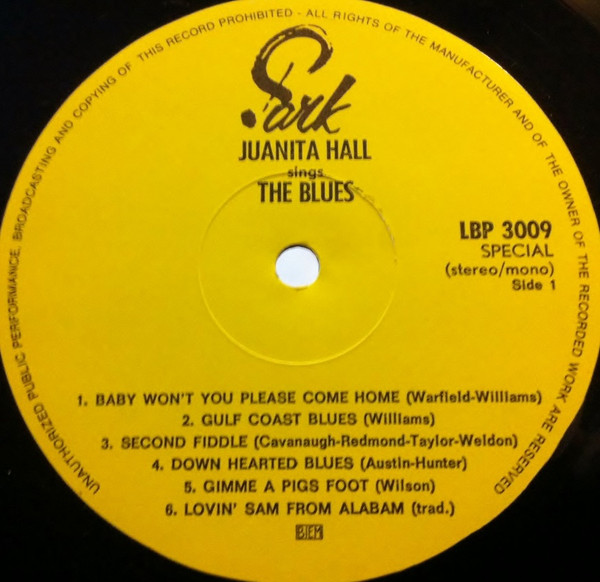 UNAUTHORIZED PUBLIC PERFORMANCE, BROADCASTING AND COPYING OF THIS RECORD PROHIBITED - ALL RIGHTS OF THE MANUFACTURER AND OF THE OWNER OF THE RECORDED WORK ARE RESERVED
Sark
JUANITA HALL
sings
THE BLUES
LBP 3009
SPECIAL
(stereo/mono)
Side 1
1. BABY WON'T YOU PLEASE COME HOME (Warfield-Williams)
2. GULF COAST BLUES (Williams)
3. SECOND FIDDLE (Cavanaugh-Redmond-Taylor-Weldon)
4. DOWN HEARTED BLUES (Austin-Hunter)
5. GIMME A PIGS FOOT (Wilson)
6. LOVIN' SAM FROM ALABAM (trad.)
BIEM